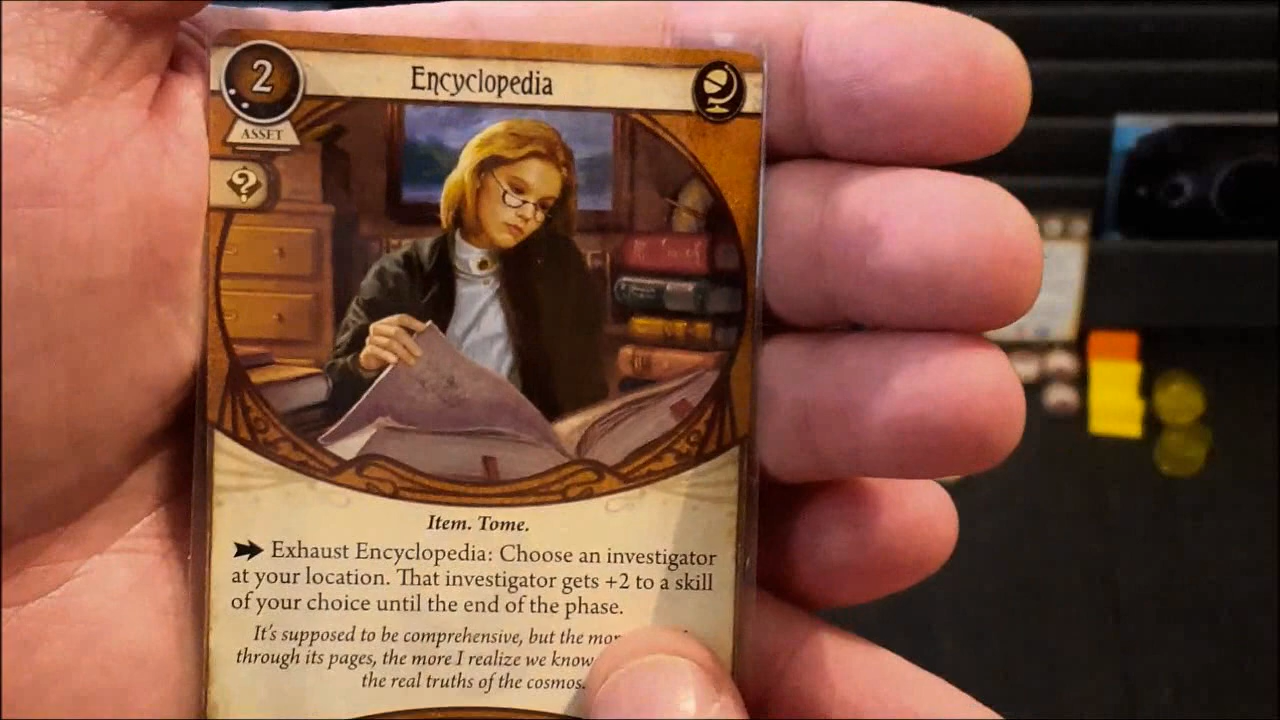 2
Encyclopedia
ASSET
?
Item. Tome.
Exhaust Encyclopedia: Choose an investigator
at your location. That investigator gets +2 to a skill
of your choice until the end of the phase.
It's supposed to be comprehensive, but the
through its pages, the more I realize we know
the real truths of the cosmos.